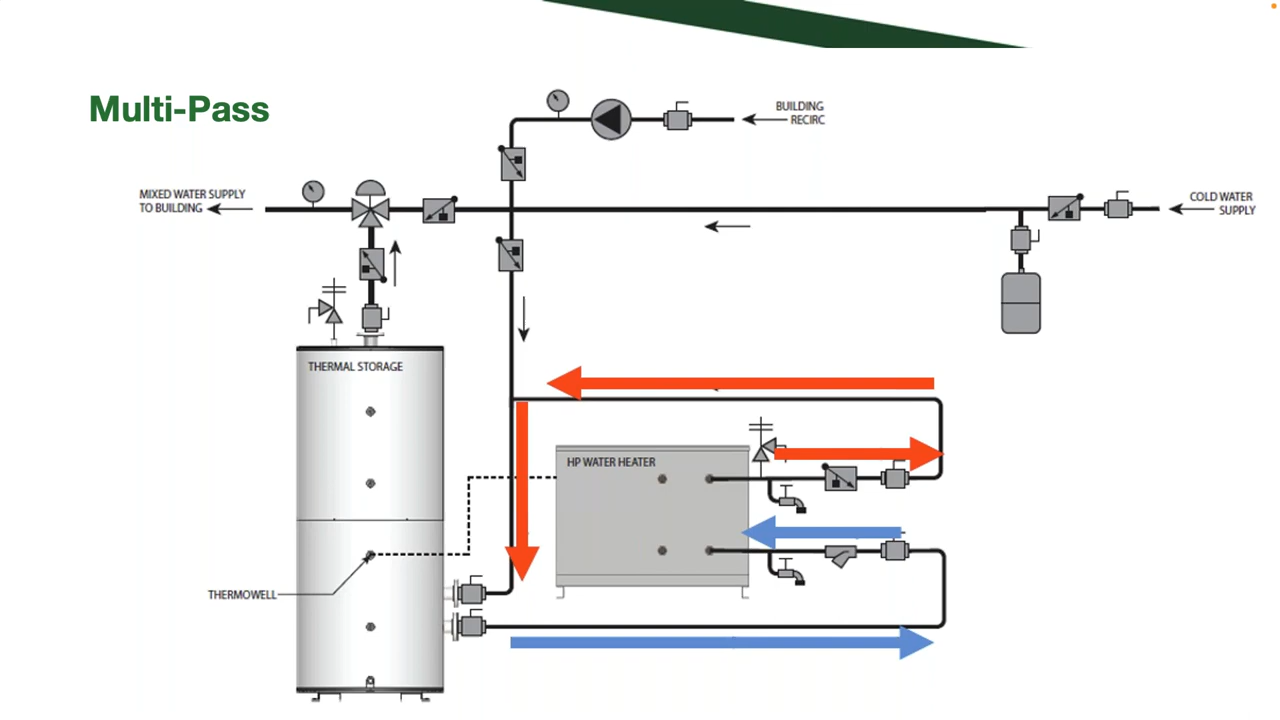 Multi-Pass
BUILDING
RECIRC
MIXED WATER SUPPLY
TO BUILDING
COLD WATER
SUPPLY
THERMAL STORAGE
HP WATER HEATER
THERMOWELL